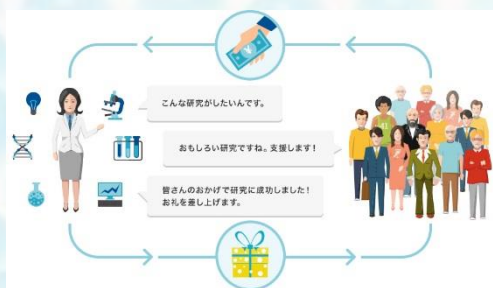 こんな研究がしたいんです。
おもしろい研究ですね。支援します！
皆さんのおかげで研究に成功しました！
お礼を差し上げます。